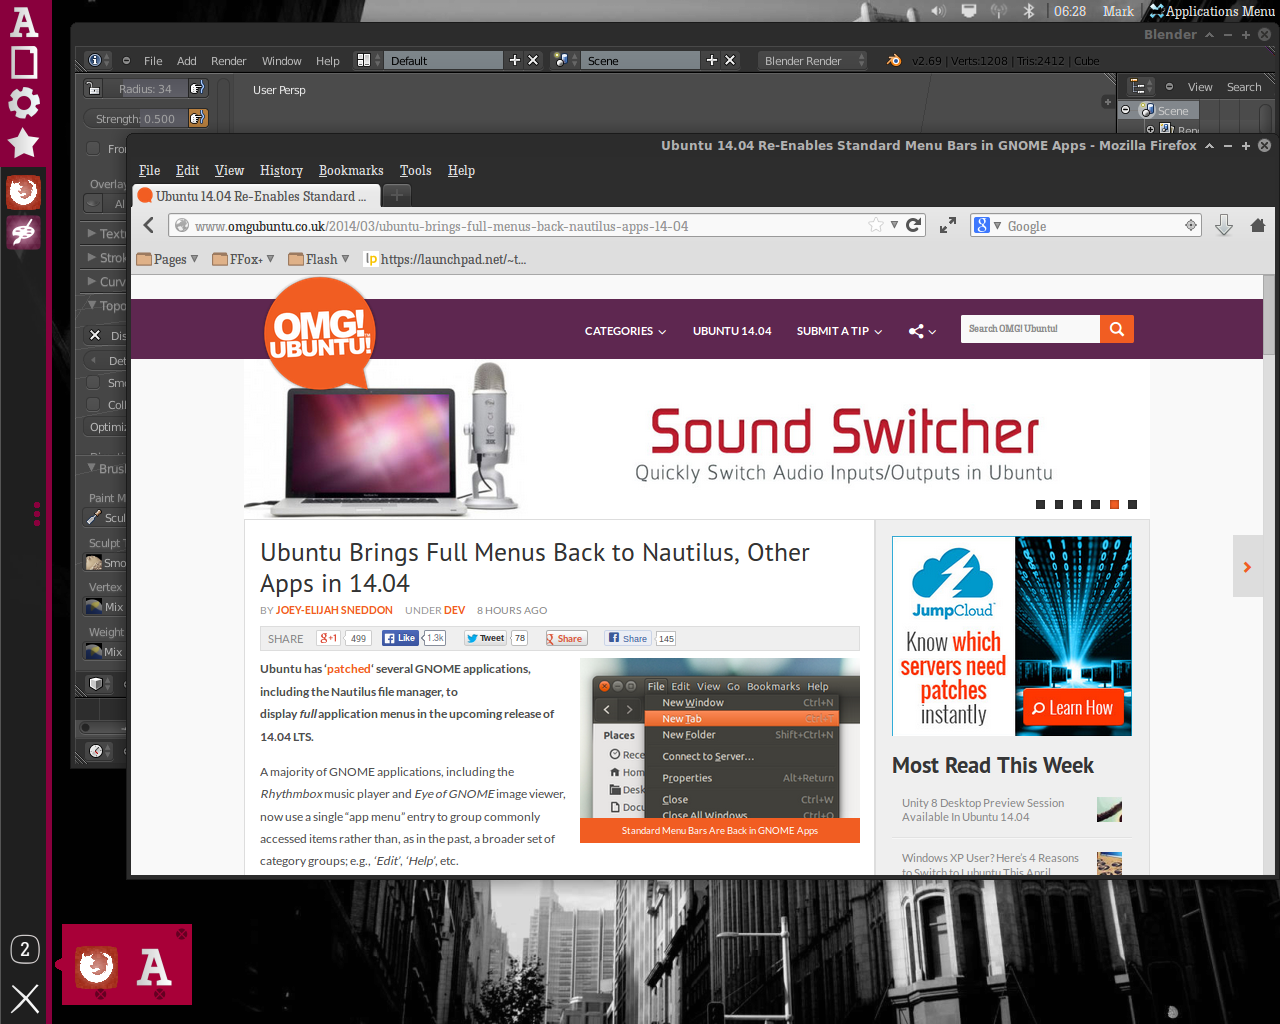 06:28 Mark Applications Menu
Blender
File Add Render Window Help Default Scene Blender Render v2.69 | Verts:1208 | Tris:2412 | Cube
Radius: 34
User Persp
View Search
Strength: 0.500
Scene
Fro
Ren
Ubuntu 14.04 Re-Enables Standard Menu Bars in GNOME Apps - Mozilla Firefox
File Edit View History Bookmarks Tools Help
Ubuntu 14.04 Re-Enables Standard ...
www.omgubuntu.co.uk/2014/03/ubuntu-brings-full-menus-back-nautilus-apps-14-04
Google
Pages FFox+ Flash https://launchpad.net/~t...
Overlay
Al
Textu
Strok
Curv
Topo
Dis
Det
Smo
Coll
Optimiz
Brus
Paint M
Scul
Sculpt T
Smo
Vertex
Mix
Weight
Mix
OMG!
UBUNTU!
CATEGORIES UBUNTU 14.04 SUBMIT A TIP
Search OMG! Ubuntu!
Sound Switcher
Quickly Switch Audio Inputs/Outputs in Ubuntu
Ubuntu Brings Full Menus Back to Nautilus, Other
Apps in 14.04
BY JOEY-ELIJAH SNEDDON UNDER DEV 8 HOURS AGO
SHARE g+1 499 Like 1.3k Tweet 78 Share Share 145
Ubuntu has ‘patched’ several GNOME applications,
including the Nautilus file manager, to
display full application menus in the upcoming release of
14.04 LTS.
A majority of GNOME applications, including the
Rhythmbox music player and Eye of GNOME image viewer,
now use a single “app menu” entry to group commonly
accessed items rather than, as in the past, a broader set of
category groups; e.g., ‘Edit’, ‘Help’, etc.
File Edit View Go Bookmarks Help
New Window Ctrl+N
New Tab Ctrl+T
New Folder Shift+Ctrl+N
Connect to Server...
Properties Alt+Return
Close Ctrl+W
Close All Windows Ctrl+Q
Places
Rece
Hom
Desk
Docu
Standard Menu Bars Are Back in GNOME Apps
JumpCloud
Know which
servers need
patches
instantly
Learn How
Most Read This Week
Unity 8 Desktop Preview Session
Available In Ubuntu 14.04
Windows XP User? Here's 4 Reasons
to Switch to Lubuntu This April
2
A